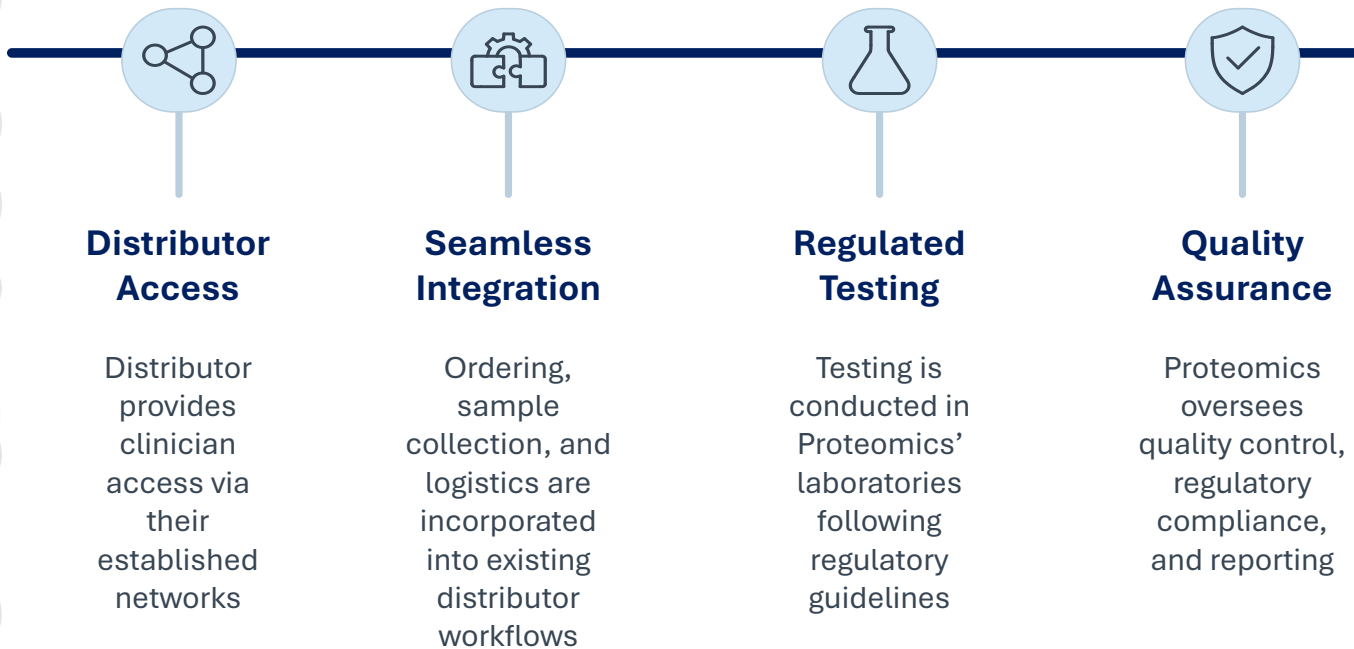 Distributor
Access
Distributor
provides
clinician
access via
their
established
networks
Seamless
Integration
Ordering,
sample
collection, and
logistics are
incorporated
into existing
distributor
workflows
Regulated
Testing
Testing is
conducted in
Proteomics’
laboratories
following
regulatory
guidelines
Quality
Assurance
Proteomics
oversees
quality control,
regulatory
compliance,
and reporting